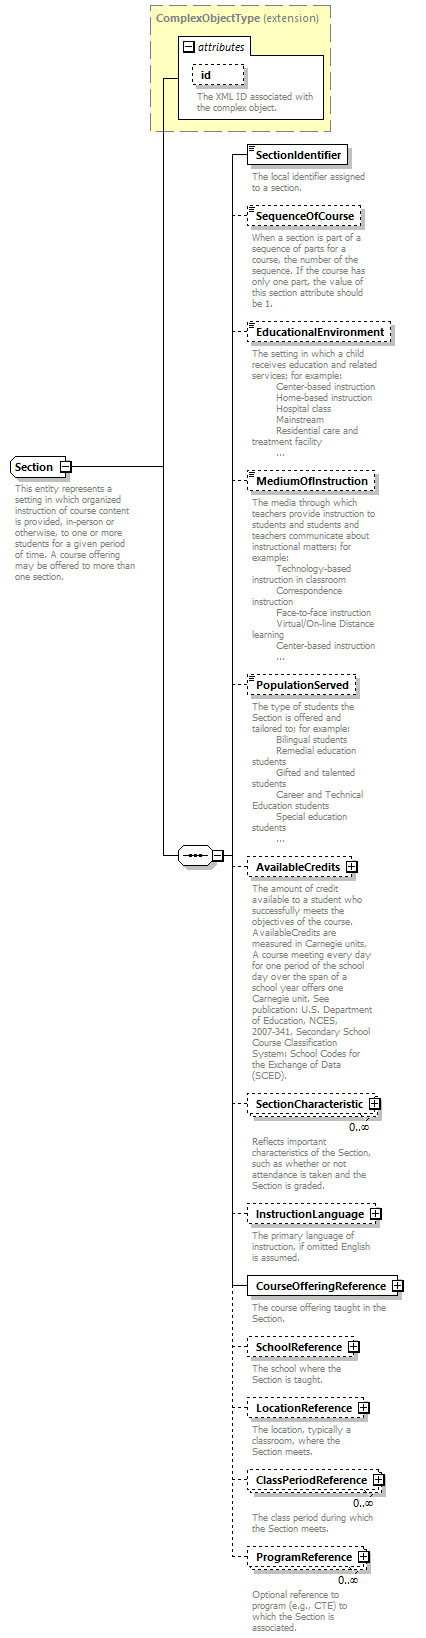 ComplexObjectType (extension)
attributes
id
The XML ID associated with
the complex object.
SectionIdentifier
The local identifier assigned
to a section.
SequenceOfCourse
When a section is part of a
sequence of parts for a
course, the number of the
sequence. If the course has
only one part, the value of
this section attribute should
be 1.
EducationalEnvironment
The setting in which a child
receives education and related
services; for example:
Center-based instruction
Home-based instruction
Hospital class
Mainstream
Residential care and
treatment facility
...
Section
This entity represents a
setting in which organized
instruction of course content
is provided, in-person or
otherwise, to one or more
students for a given period
of time. A course offering
may be offered to more than
one section.
MediumOfInstruction
The media through which
teachers provide instruction to
students and students and
teachers communicate about
instructional matters; for
example:
Technology-based
instruction in classroom
Correspondence
instruction
Face-to-face instruction
Virtual/On-line Distance
learning
Center-based instruction
...
PopulationServed
The type of students the
Section is offered and
tailored to; for example:
Bilingual students
Remedial education
students
Gifted and talented
students
Career and Technical
Education students
Special education
students
...
AvailableCredits
The amount of credit
available to a student who
successfully meets the
objectives of the course.
AvailableCredits are
measured in Carnegie units,
A course meeting every day
for one period of the school
day over the span of a
school year offers one
Carnegie unit. See
publication: U.S. Department
of Education, NCES,
2007-341, Secondary School
Course Classification
System: School Codes for
the Exchange of Data
(SCED).
SectionCharacteristic
0..∞
Reflects important
characteristics of the Section,
such as whether or not
attendance is taken and the
Section is graded.
InstructionLanguage
The primary language of
instruction, if omitted English
is assumed.
CourseOfferingReference
The course offering taught in the
Section.
SchoolReference
The school where the
Section is taught.
LocationReference
The location, typically a
classroom, where the
Section meets.
ClassPeriodReference
0..∞
The class period during which
the Section meets.
ProgramReference
0..∞
Optional reference to
program (e.g., CTE) to
which the Section is
associated.